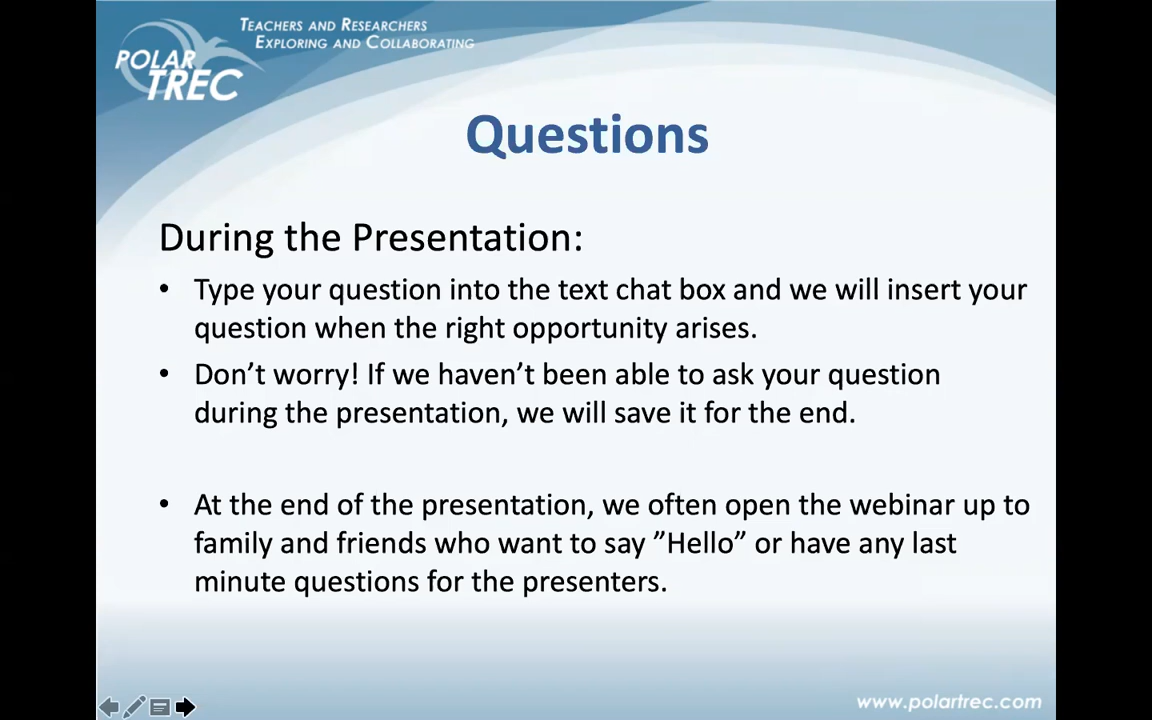 TEACHERS AND RESEARCHERS
EXPLORING AND COLLABORATING
POLAR
TREC
Questions
During the Presentation:
• Type your question into the text chat box and we will insert your
question when the right opportunity arises.
• Don’t worry! If we haven’t been able to ask your question
during the presentation, we will save it for the end.
• At the end of the presentation, we often open the webinar up to
family and friends who want to say ”Hello” or have any last
minute questions for the presenters.
www.polartrec.com